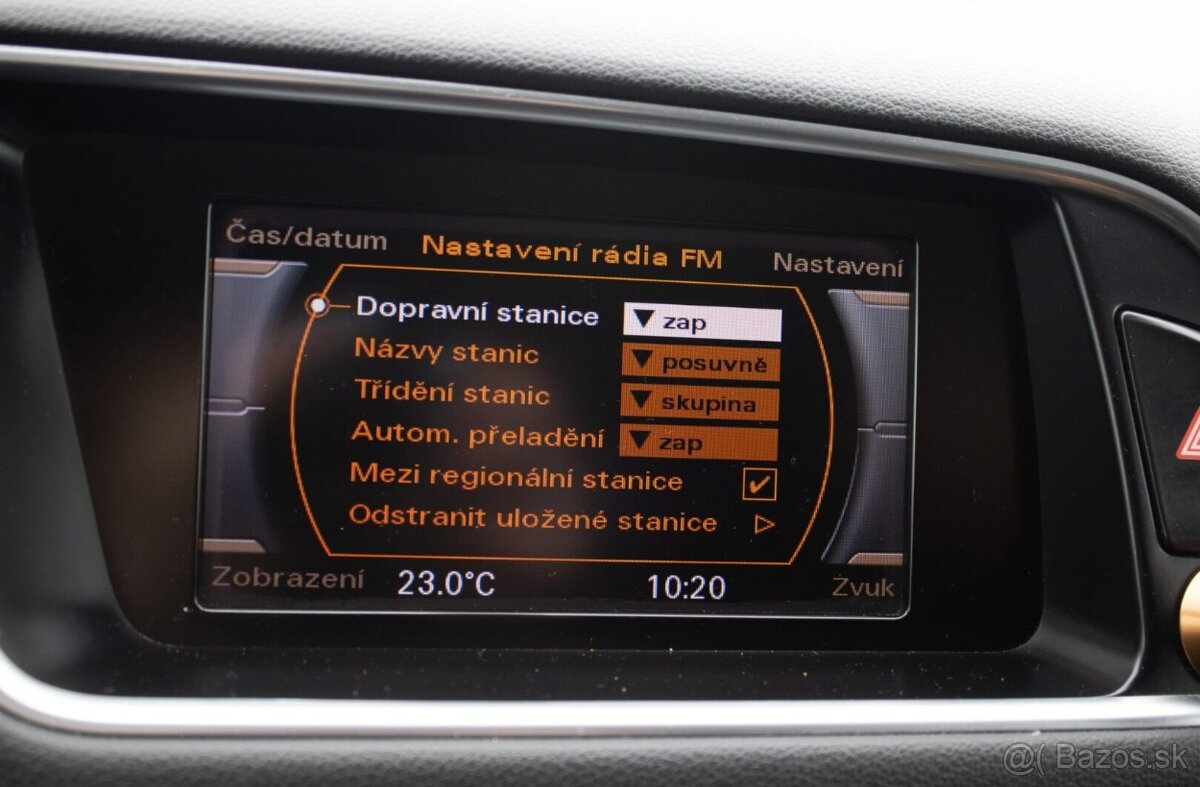 Čas/datum Nastavení rádia FM Nastavení
Dopravní stanice ▼ zap
Názvy stanic ▼ posuvně
Třídění stanic ▼ skupina
Autom. přeladění ▼ zap
Mezi regionální stanice ✔
Odstranit uložené stanice ▷
Zobrazení 23.0°C 10:20 Zvuk
@( Bazos.sk